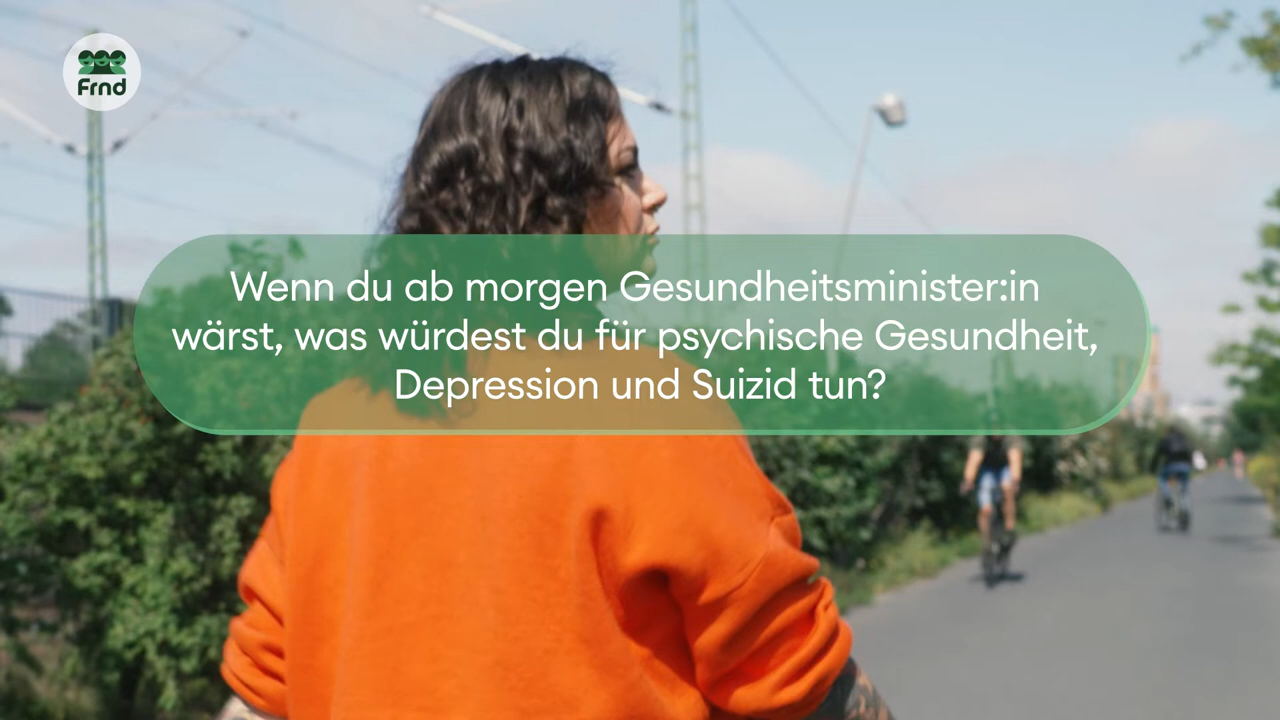 Frnd
Wenn du ab morgen Gesundheitsminister:in
wärst, was würdest du für psychische Gesundheit,
Depression und Suizid tun?